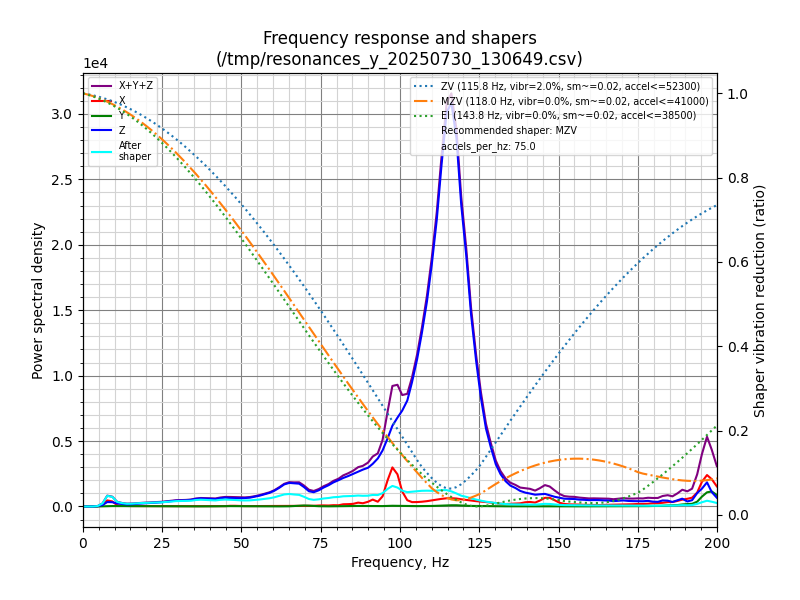 Frequency response and shapers
(/tmp/resonances_y_20250730_130649.csv)
1e4
X+Y+Z
X
Y
Z
After
shaper
ZV (115.8 Hz, vibr=2.0%, sm~=0.02, accel<=52300)
MZV (118.0 Hz, vibr=0.0%, sm~=0.02, accel<=41000)
EI (143.8 Hz, vibr=0.0%, sm~=0.02, accel<=38500)
Recommended shaper: MZV
accels_per_hz: 75.0
Power spectral density
3.0
2.5
2.0
1.5
1.0
0.5
0.0
1.0
0.8
0.6
0.4
0.2
0.0
Shaper vibration reduction (ratio)
0 25 50 75 100 125 150 175 200
Frequency, Hz